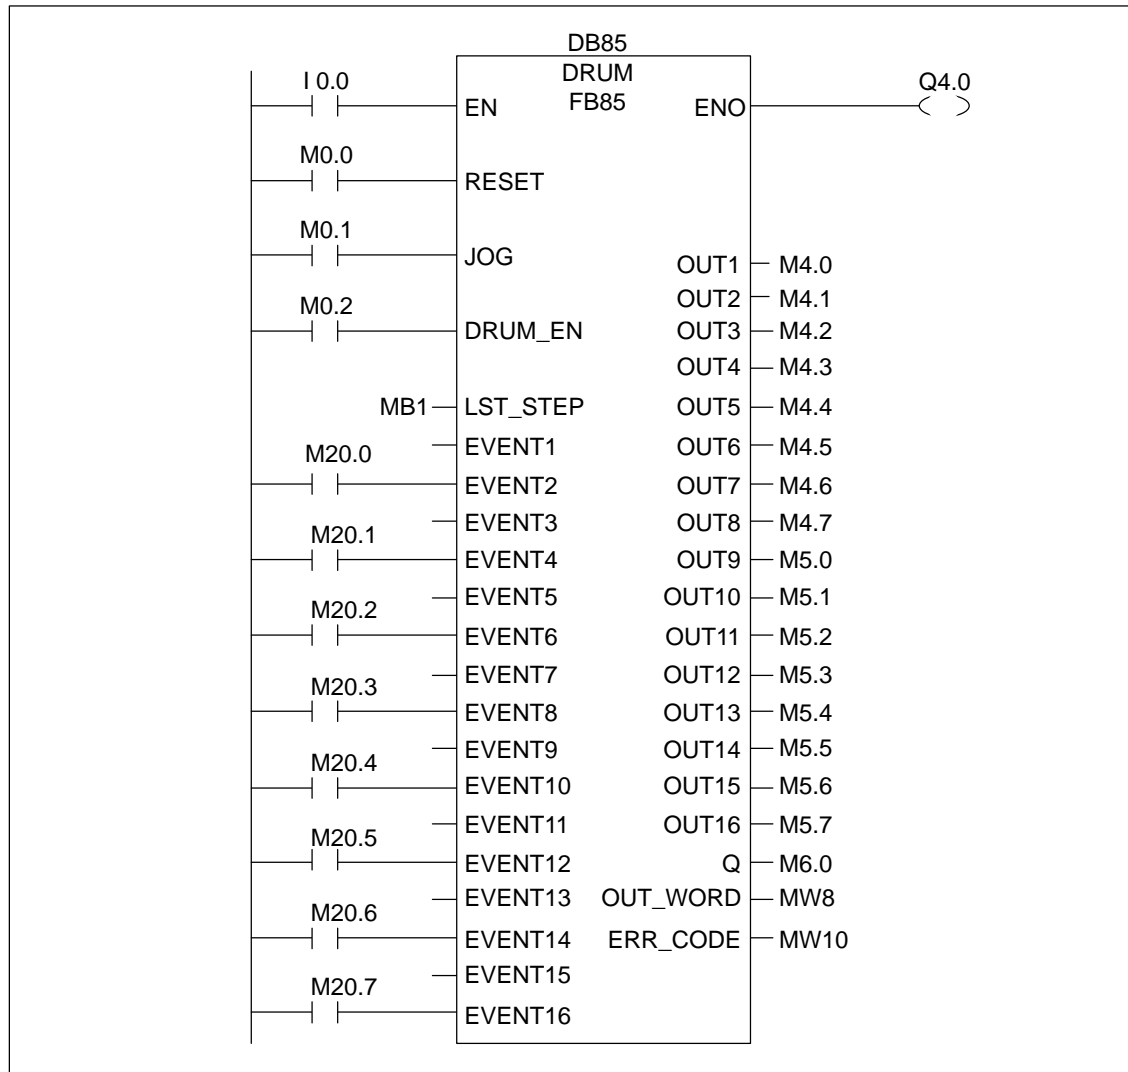 DB85
DRUM
FB85
I 0.0
EN
ENO
Q4.0
M0.0
RESET
M0.1
JOG
OUT1
M4.0
OUT2
M4.1
M0.2
DRUM_EN
OUT3
M4.2
OUT4
M4.3
MB1
LST_STEP
OUT5
M4.4
EVENT1
OUT6
M4.5
M20.0
EVENT2
OUT7
M4.6
EVENT3
OUT8
M4.7
M20.1
EVENT4
OUT9
M5.0
EVENT5
OUT10
M5.1
M20.2
EVENT6
OUT11
M5.2
EVENT7
OUT12
M5.3
M20.3
EVENT8
OUT13
M5.4
EVENT9
OUT14
M5.5
M20.4
EVENT10
OUT15
M5.6
EVENT11
OUT16
M5.7
M20.5
EVENT12
Q
M6.0
EVENT13
OUT_WORD
MW8
M20.6
EVENT14
ERR_CODE
MW10
EVENT15
M20.7
EVENT16